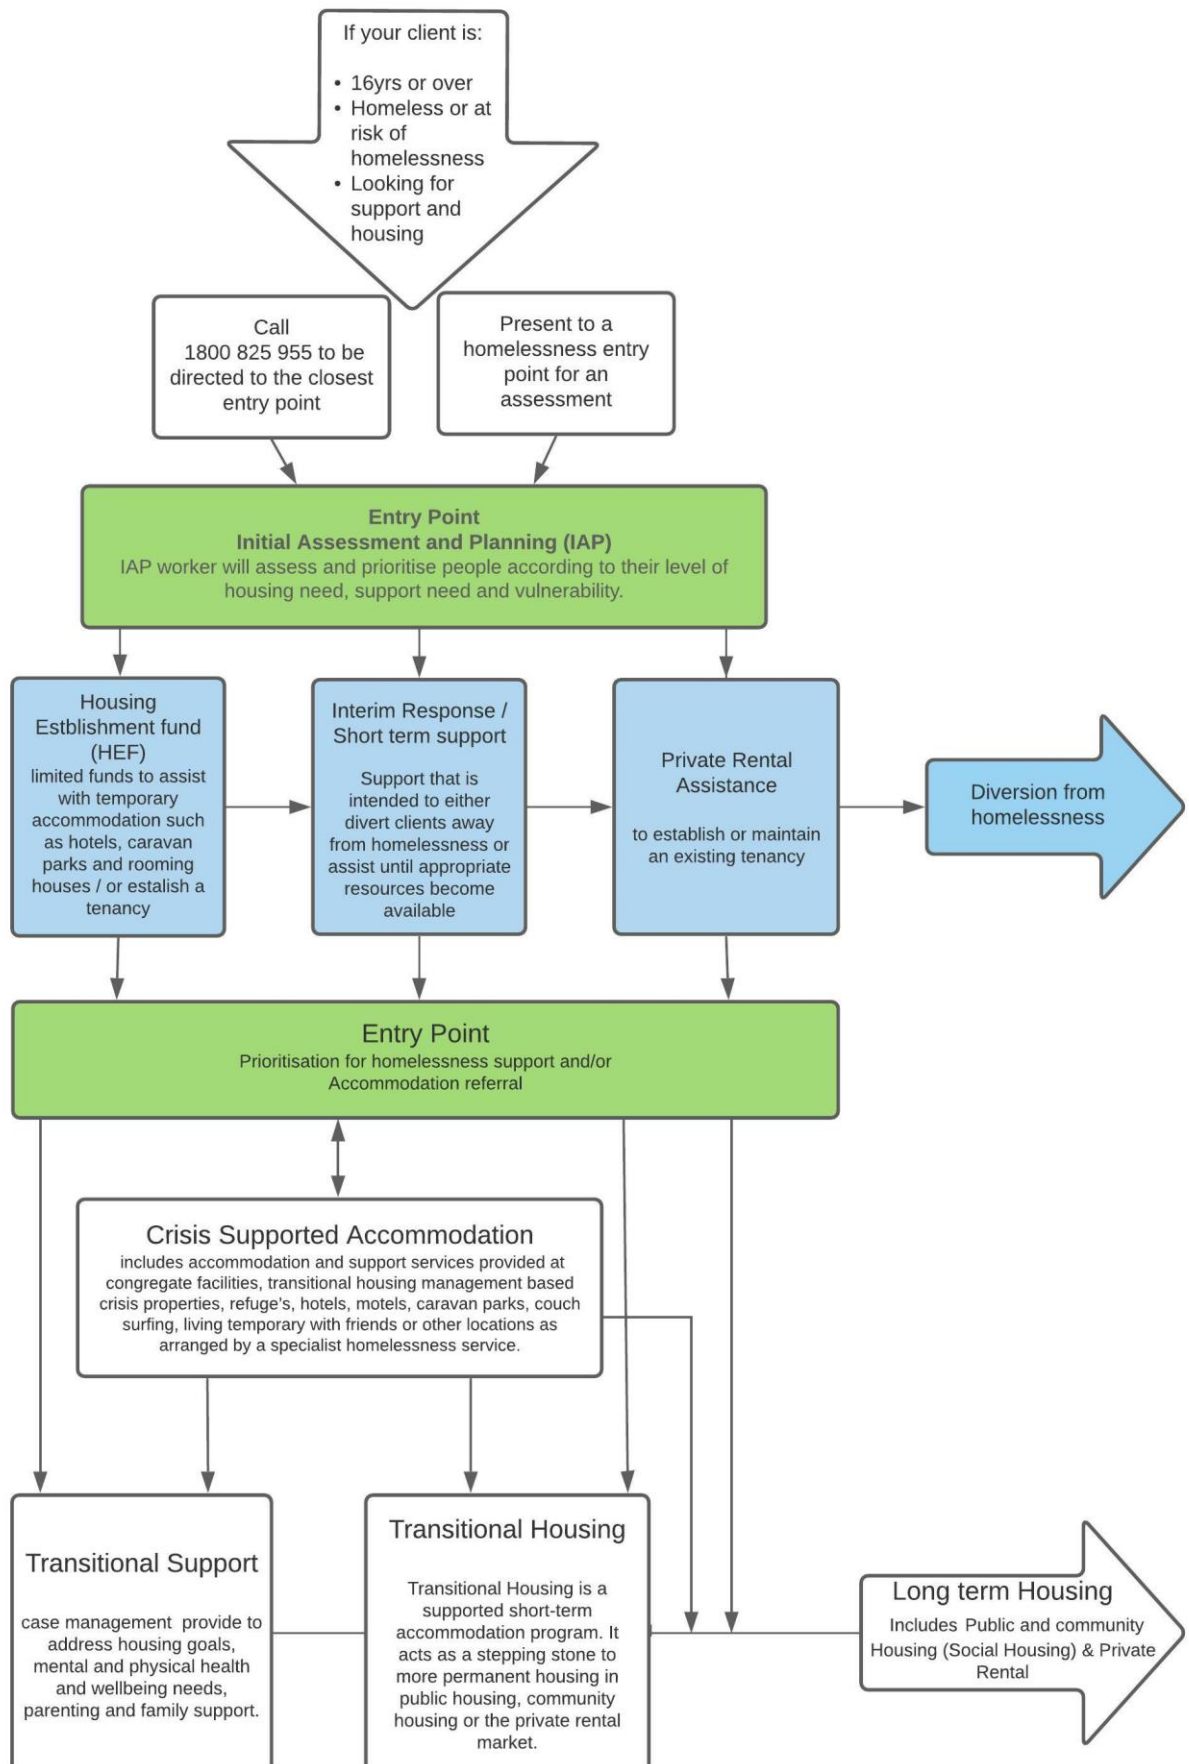 If your client is:
• 16yrs or over
• Homeless or at
risk of
homelessness
• Looking for
support and
housing
Call
1800 825 955 to be
directed to the closest
entry point
Present to a
homelessness entry
point for an
assessment
Entry Point
Initial Assessment and Planning (IAP)
IAP worker will assess and prioritise people according to their level of
housing need, support need and vulnerability.
Housing
Estblishment fund
(HEF)
limited funds to assist
with temporary
accommodation such
as hotels, caravan
parks and rooming
houses / or estalish a
tenancy
Interim Response /
Short term support
Support that is
intended to either
divert clients away
from homelessness or
assist until appropriate
resources become
available
Private Rental
Assistance
to establish or maintain
an existing tenancy
Diversion from
homelessness
Entry Point
Prioritisation for homelessness support and/or
Accommodation referral
Crisis Supported Accommodation
includes accommodation and support services provided at
congregate facilities, transitional housing management based
crisis properties, refuge's, hotels, motels, caravan parks, couch
surfing, living temporary with friends or other locations as
arranged by a specialist homelessness service.
Transitional Support
case management provide to
address housing goals,
mental and physical health
and wellbeing needs,
parenting and family support.
Transitional Housing
Transitional Housing is a
supported short-term
accommodation program. It
acts as a stepping stone to
more permanent housing in
public housing, community
housing or the private rental
market.
Long term Housing
Includes Public and community
Housing (Social Housing) & Private
Rental